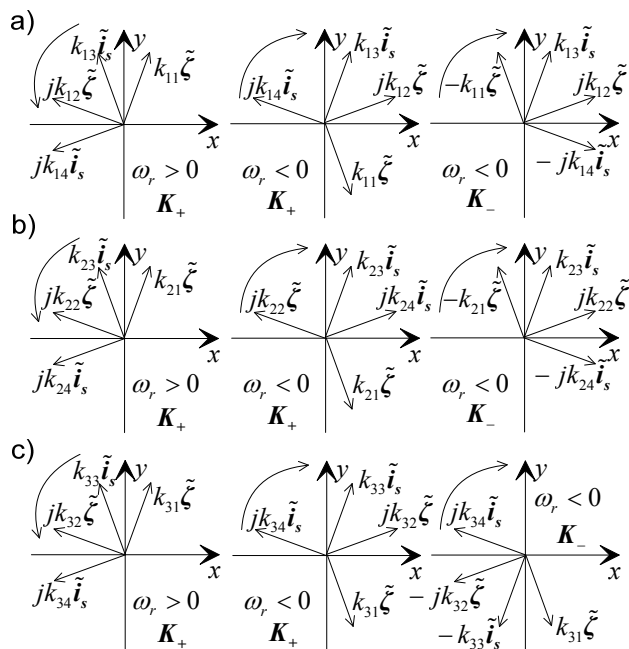 a)
y k₁₃ĩₛ k₁₁ζ̃ jk₁₂ζ̃ x jk₁₄ĩₛ ωᵣ > 0 K₊
y k₁₃ĩₛ jk₁₄ĩₛ jk₁₂ζ̃ x ωᵣ < 0 k₁₁ζ̃ K₊
y k₁₃ĩₛ −k₁₁ζ̃ jk₁₂ζ̃ x ωᵣ < 0 − jk₁₄ĩₛ K₋
b)
y k₂₃ĩₛ k₂₁ζ̃ jk₂₂ζ̃ x jk₂₄ĩₛ ωᵣ > 0 K₊
y k₂₃ĩₛ jk₂₂ζ̃ jk₂₄ĩₛ x ωᵣ < 0 k₂₁ζ̃ K₊
y k₂₃ĩₛ −k₂₁ζ̃ jk₂₂ζ̃ x ωᵣ < 0 − jk₂₄ĩₛ K₋
c)
y k₃₃ĩₛ k₃₁ζ̃ jk₃₂ζ̃ x jk₃₄ĩₛ ωᵣ > 0 K₊
y k₃₃ĩₛ jk₃₄ĩₛ jk₃₂ζ̃ x ωᵣ < 0 k₃₁ζ̃ K₊
y ωᵣ < 0 jk₃₄ĩₛ K₋ x − jk₃₂ζ̃ −k₃₃ĩₛ k₃₁ζ̃